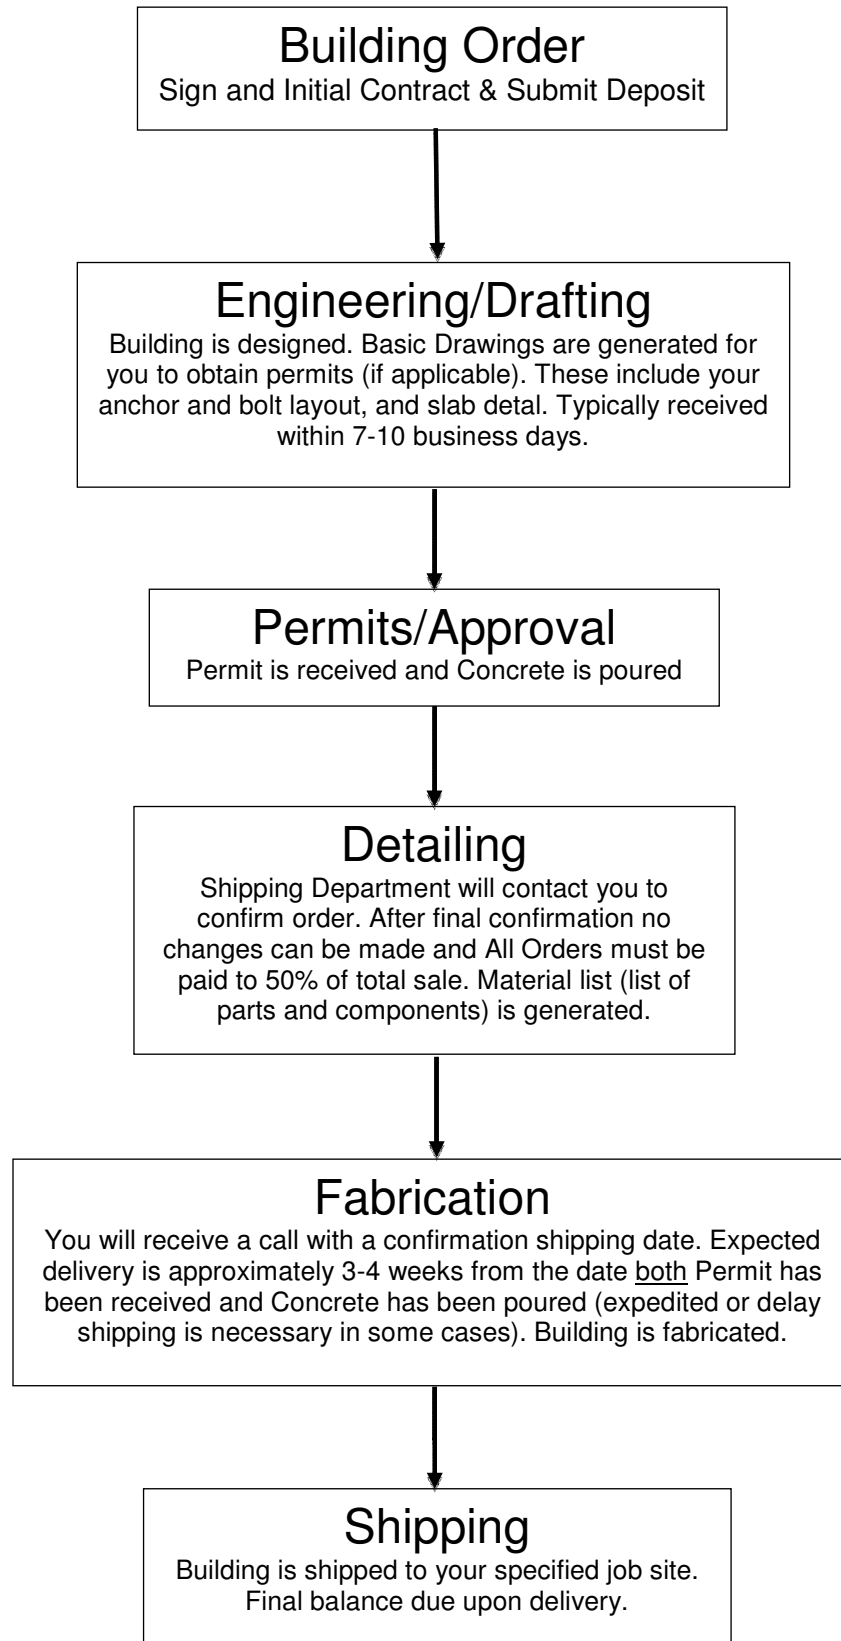 Building Order
Sign and Initial Contract & Submit Deposit
Engineering/Drafting
Building is designed. Basic Drawings are generated for
you to obtain permits (if applicable). These include your
anchor and bolt layout, and slab detal. Typically received
within 7-10 business days.
Permits/Approval
Permit is received and Concrete is poured
Detailing
Shipping Department will contact you to
confirm order. After final confirmation no
changes can be made and All Orders must be
paid to 50% of total sale. Material list (list of
parts and components) is generated.
Fabrication
You will receive a call with a confirmation shipping date. Expected
delivery is approximately 3-4 weeks from the date both Permit has
been received and Concrete has been poured (expedited or delay
shipping is necessary in some cases). Building is fabricated.
Shipping
Building is shipped to your specified job site.
Final balance due upon delivery.